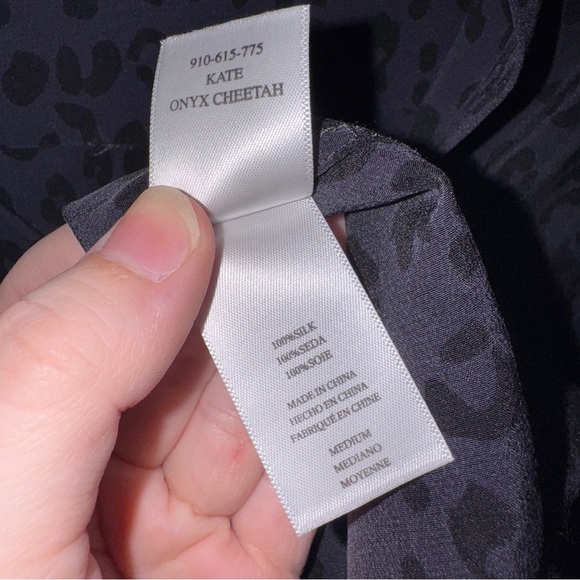 910-615-775
KATE
ONYX CHEETAH
100%SILK
100%SEDA
100%SOIE
MADE IN CHINA
HECHO EN CHINA
FABRIQUÉ EN CHINE
MEDIUM
MEDIANO
MOYENNE